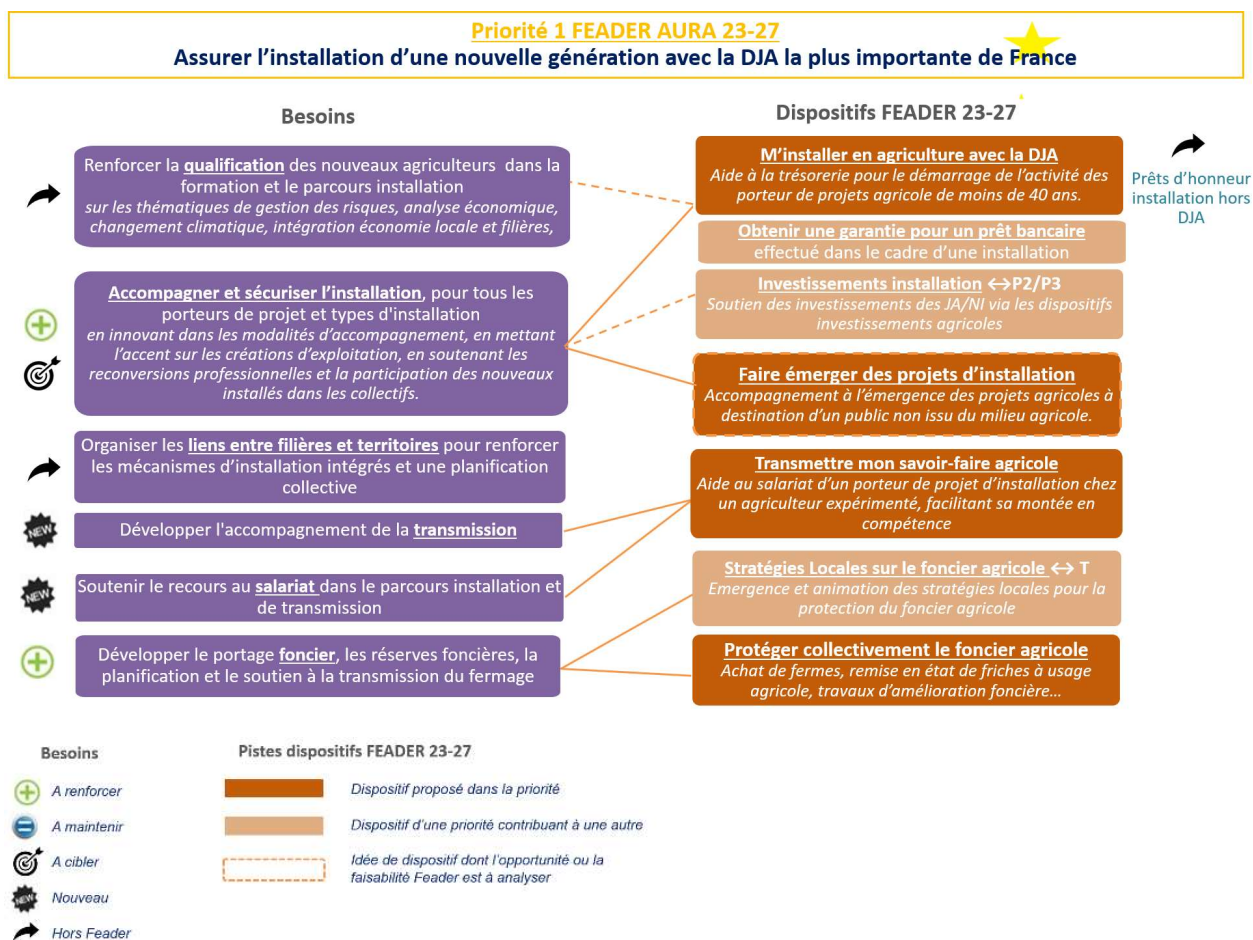 Priorité 1 FEADER AURA 23-27
Assurer l’installation d’une nouvelle génération avec la DJA la plus importante de France
Besoins
Renforcer la qualification des nouveaux agriculteurs dans la
formation et le parcours installation
sur les thématiques de gestion des risques, analyse économique,
changement climatique, intégration économie locale et filières,
Accompagner et sécuriser l’installation, pour tous les
porteurs de projet et types d'installation
en innovant dans les modalités d’accompagnement, en mettant
l’accent sur les créations d’exploitation, en soutenant les
reconversions professionnelles et la participation des nouveaux
installés dans les collectifs.
Organiser les liens entre filières et territoires pour renforcer
les mécanismes d’installation intégrés et une planification
collective
NEW
Développer l'accompagnement de la transmission
NEW
Soutenir le recours au salariat dans le parcours installation et
de transmission
Développer le portage foncier, les réserves foncières, la
planification et le soutien à la transmission du fermage
Dispositifs FEADER 23-27
M’installer en agriculture avec la DJA
Aide à la trésorerie pour le démarrage de l’activité des
porteur de projets agricole de moins de 40 ans.
Obtenir une garantie pour un prêt bancaire
effectué dans le cadre d’une installation
Investissements installation ↔P2/P3
Soutien des investissements des JA/NI via les dispositifs
investissements agricoles
Faire émerger des projets d’installation
Accompagnement à l’émergence des projets agricoles à
destination d’un public non issu du milieu agricole.
Transmettre mon savoir-faire agricole
Aide au salariat d’un porteur de projet d’installation chez
un agriculteur expérimenté, facilitant sa montée en
compétence
Stratégies Locales sur le foncier agricole ↔ T
Emergence et animation des stratégies locales pour la
protection du foncier agricole
Protéger collectivement le foncier agricole
Achat de fermes, remise en état de friches à usage
agricole, travaux d’amélioration foncière…
Prêts d’honneur
installation hors
DJA
Besoins
A renforcer
A maintenir
A cibler
NEW
Nouveau
Hors Feader
Pistes dispositifs FEADER 23-27
Dispositif proposé dans la priorité
Dispositif d’une priorité contribuant à une autre
Idée de dispositif dont l’opportunité ou la
faisabilité Feader est à analyser